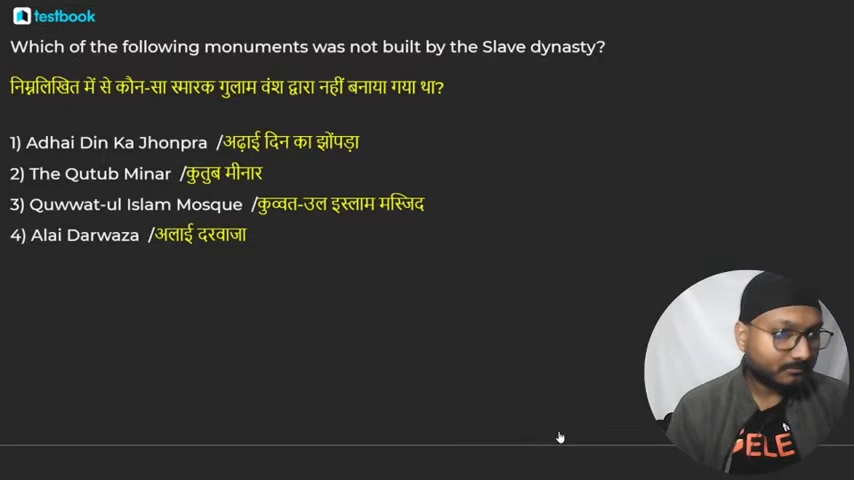 testbook
Which of the following monuments was not built by the Slave dynasty?
निम्नलिखित में से कौन-सा स्मारक गुलाम वंश द्वारा नहीं बनाया गया था?
1) Adhai Din Ka Jhonpra /अढ़ाई दिन का झोंपड़ा
2) The Qutub Minar /कुतुब मीनार
3) Quwwat-ul Islam Mosque /कुव्वत-उल इस्लाम मस्जिद
4) Alai Darwaza /अलाई दरवाजा